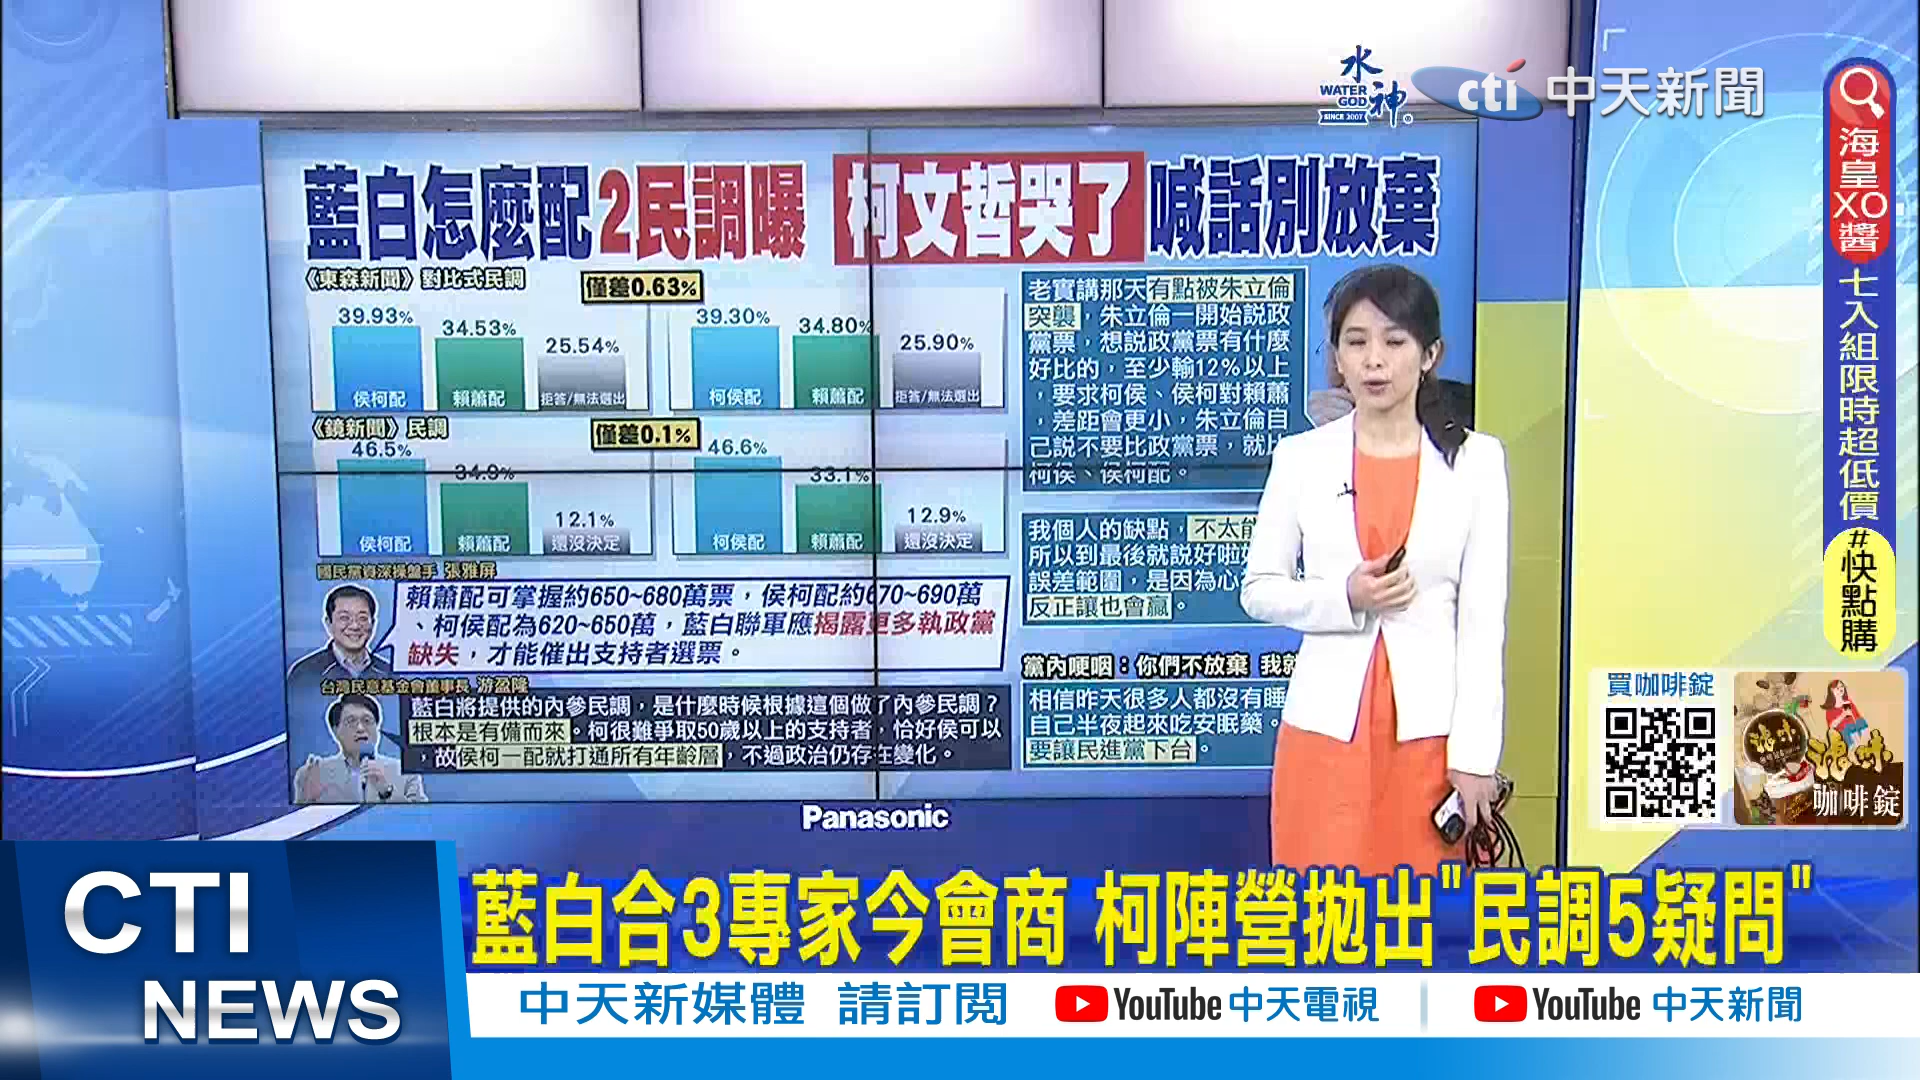 水神
WATER GOD
SINCE 2007
cti 中天新聞
海皇XO醬 七入組限時超低價 #快點購
藍白怎麼配2民調曝 柯文哲哭了 喊話別放棄
《東森新聞》對比式民調
僅差0.63%
39.93%
34.53%
25.54%
侯柯配
賴蕭配
拒答/無法選出
39.30%
34.80%
25.90%
柯侯配
賴蕭配
拒答/無法選出
《鏡新聞》民調
僅差0.1%
46.5%
34.9%
12.1%
侯柯配
賴蕭配
還沒決定
46.6%
33.1%
12.9%
柯侯配
賴蕭配
還沒決定
國民黨資深操盤手 張雅屏
賴蕭配可掌握約650~680萬票，侯柯配約670~690萬
、柯侯配為620~650萬，藍白聯軍應揭露更多執政黨
缺失，才能催出支持者選票。
台灣民意基金會董事長 游盈隆
藍白將提供的內參民調，是什麼時候根據這個做了內參民調？
根本是有備而來。柯很難爭取50歲以上的支持者，恰好侯可以
，故侯柯一配就打通所有年齡層，不過政治仍存在變化。
老實講那天有點被朱立倫
突襲，朱立倫一開始說政
黨票，想說政黨票有什麼
好比的，至少輸12%以上
，要求柯侯、侯柯對賴蕭
，差距會更小，朱立倫自
己說不要比政黨票，就比
柯侯、侯柯配。
我個人的缺點，不太能
所以到最後就說好啦
誤差範圍，是因為心
反正讓也會贏。
黨內哽咽：你們不放棄 我就
相信昨天很多人都沒有睡
自己半夜起來吃安眠藥。
要讓民進黨下台。
Panasonic
買咖啡錠
咖啡錠
CTI NEWS
藍白合3專家今會商 柯陣營拋出"民調5疑問"
中天新媒體 請訂閱 YouTube 中天電視 YouTube 中天新聞